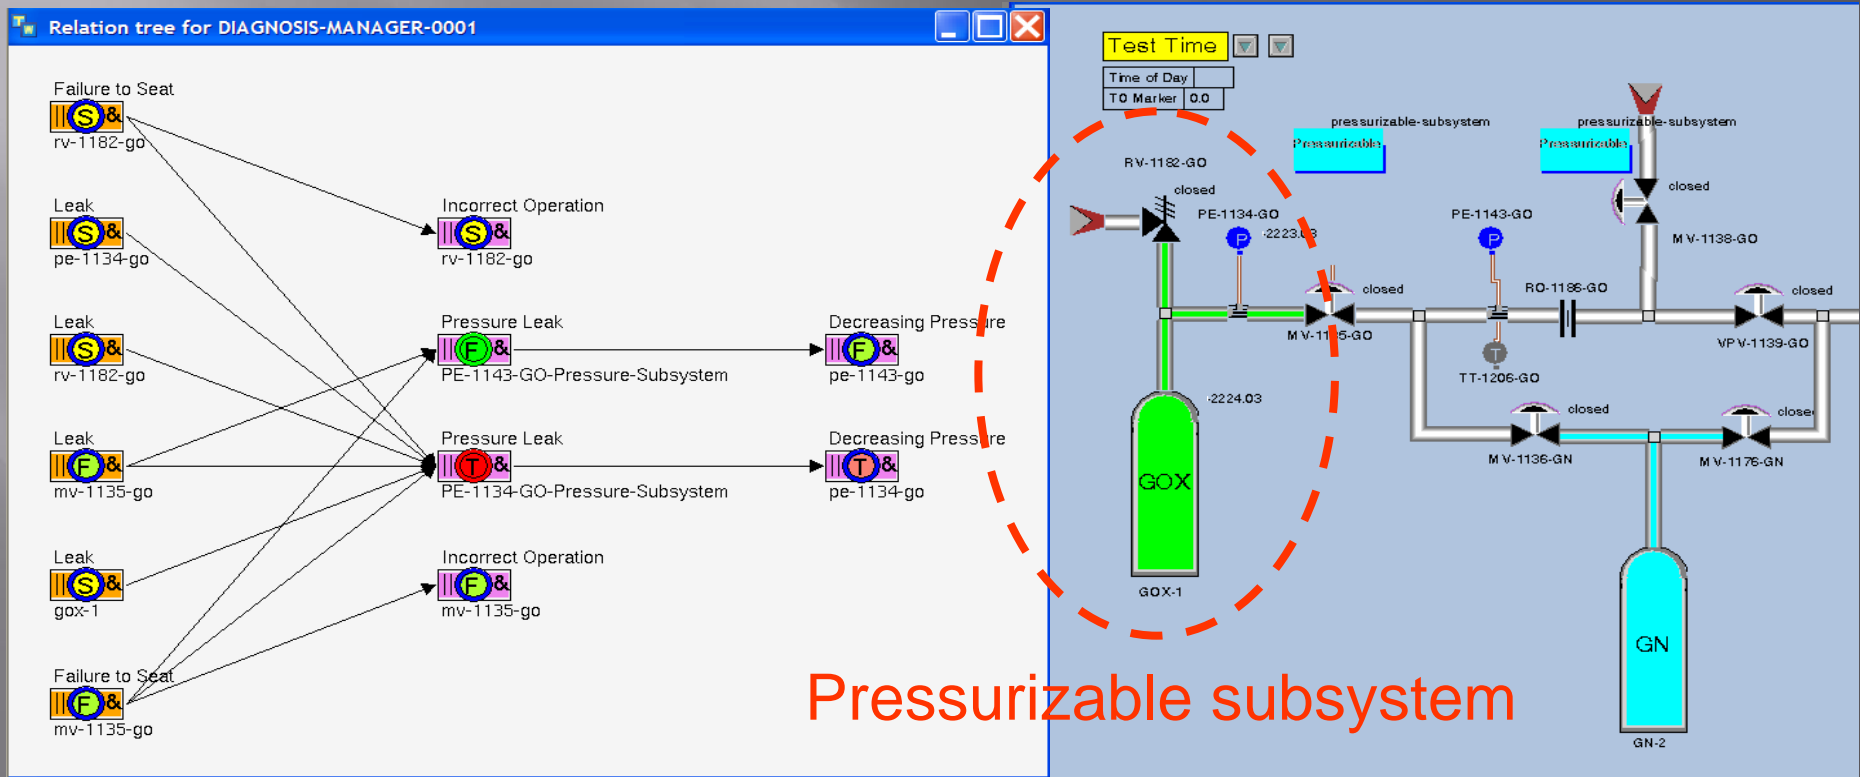 Relation tree for DIAGNOSIS-MANAGER-0001
Failure to Seat
S &
rv-1182-go
Leak
S &
pe-1134-go
Leak
S &
rv-1182-go
Leak
F &
mv-1135-go
Leak
S &
gox-1
Failure to Seat
F &
mv-1135-go
Incorrect Operation
S &
rv-1182-go
Pressure Leak
F &
PE-1143-GO-Pressure-Subsystem
Pressure Leak
T &
PE-1134-GO-Pressure-Subsystem
Incorrect Operation
F &
mv-1135-go
Decreasing Pressure
F &
pe-1143-go
Decreasing Pressure
T &
pe-1134-go
Test Time
Time of Day
T0 Marker 0.0
pressurizable-subsystem
Pressurizable
pressurizable-subsystem
Pressurizable
RV-1182-GO
closed
PE-1134-GO
P
closed
-2224.03
GOX
GOX-1
PE-1143-GO
P
RO-1186-GO
TT-1206-GO
T
closed
MV-1138-GO
closed
VPV-1139-GO
closed
MV-1136-GN
MV-1176-GN
GN
GN-2
Pressurizable subsystem